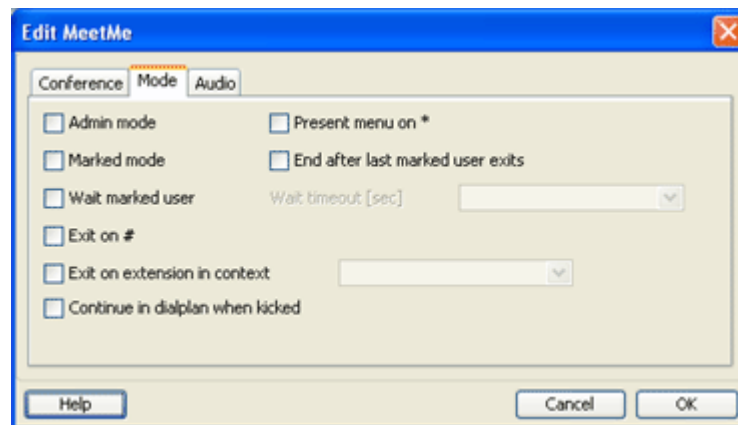 Edit MeetMe
Conference Mode Audio
Admin mode Present menu on *
Marked mode End after last marked user exits
Wait marked user Wait timeout [sec]
Exit on #
Exit on extension in context
Continue in dialplan when kicked
Help Cancel OK